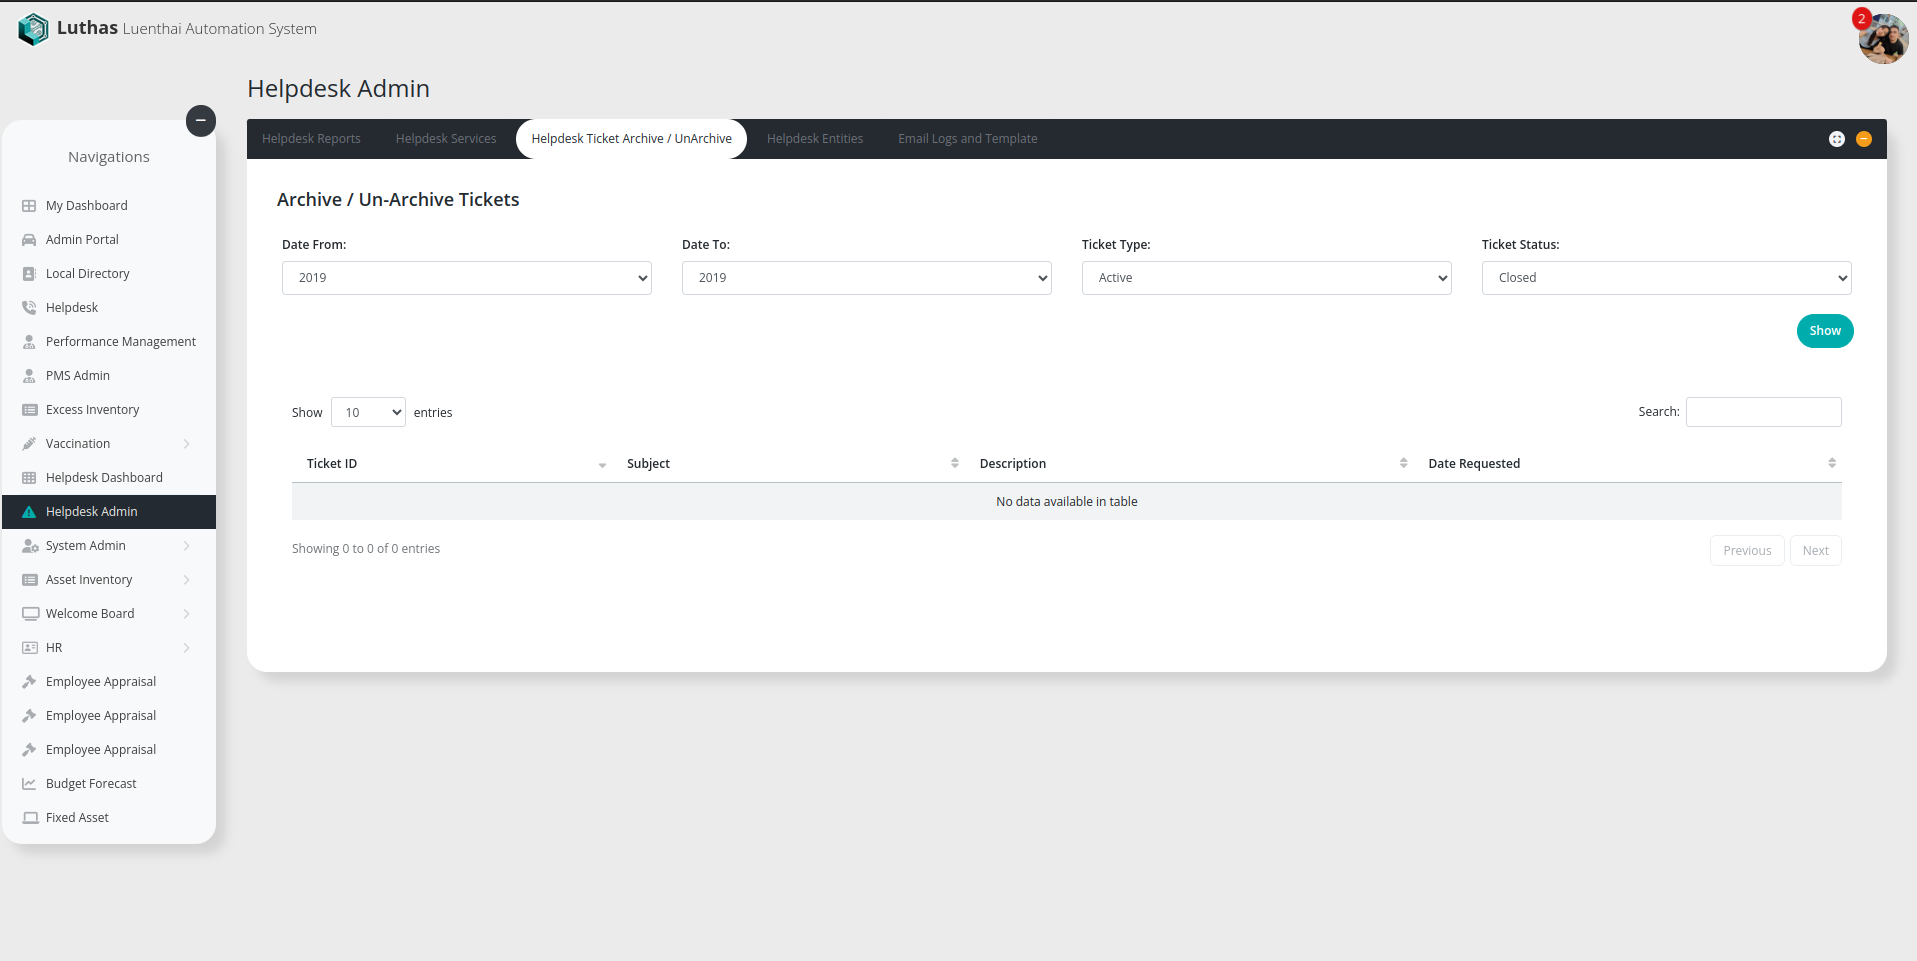 Luthas Luenthai Automation System
2
Helpdesk Admin
Navigations
My Dashboard
Admin Portal
Local Directory
Helpdesk
Performance Management
PMS Admin
Excess Inventory
Vaccination
Helpdesk Dashboard
Helpdesk Admin
System Admin
Asset Inventory
Welcome Board
HR
Employee Appraisal
Employee Appraisal
Employee Appraisal
Budget Forecast
Fixed Asset
Helpdesk Reports Helpdesk Services Helpdesk Ticket Archive / UnArchive Helpdesk Entities Email Logs and Template
Archive / Un-Archive Tickets
Date From: Date To: Ticket Type: Ticket Status:
2019 2019 Active Closed
Show
Show 10 entries Search:
Ticket ID Subject Description Date Requested
No data available in table
Showing 0 to 0 of 0 entries
Previous Next